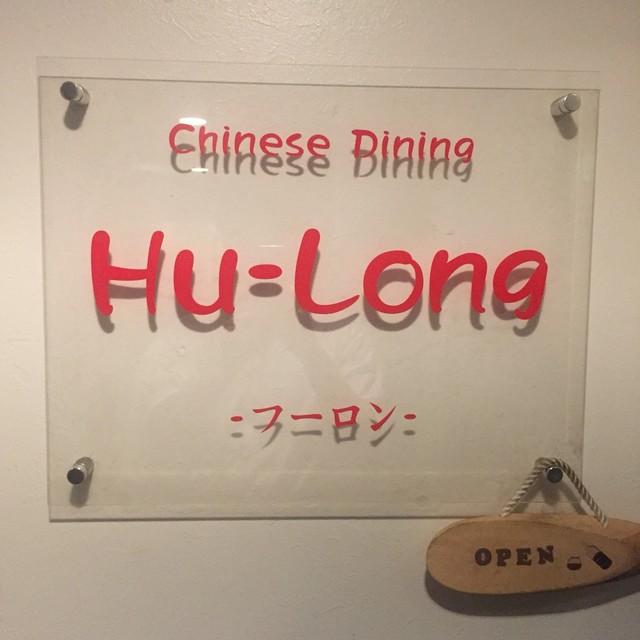 Chinese Dining
Hu-Long
-フーロン-
OPEN